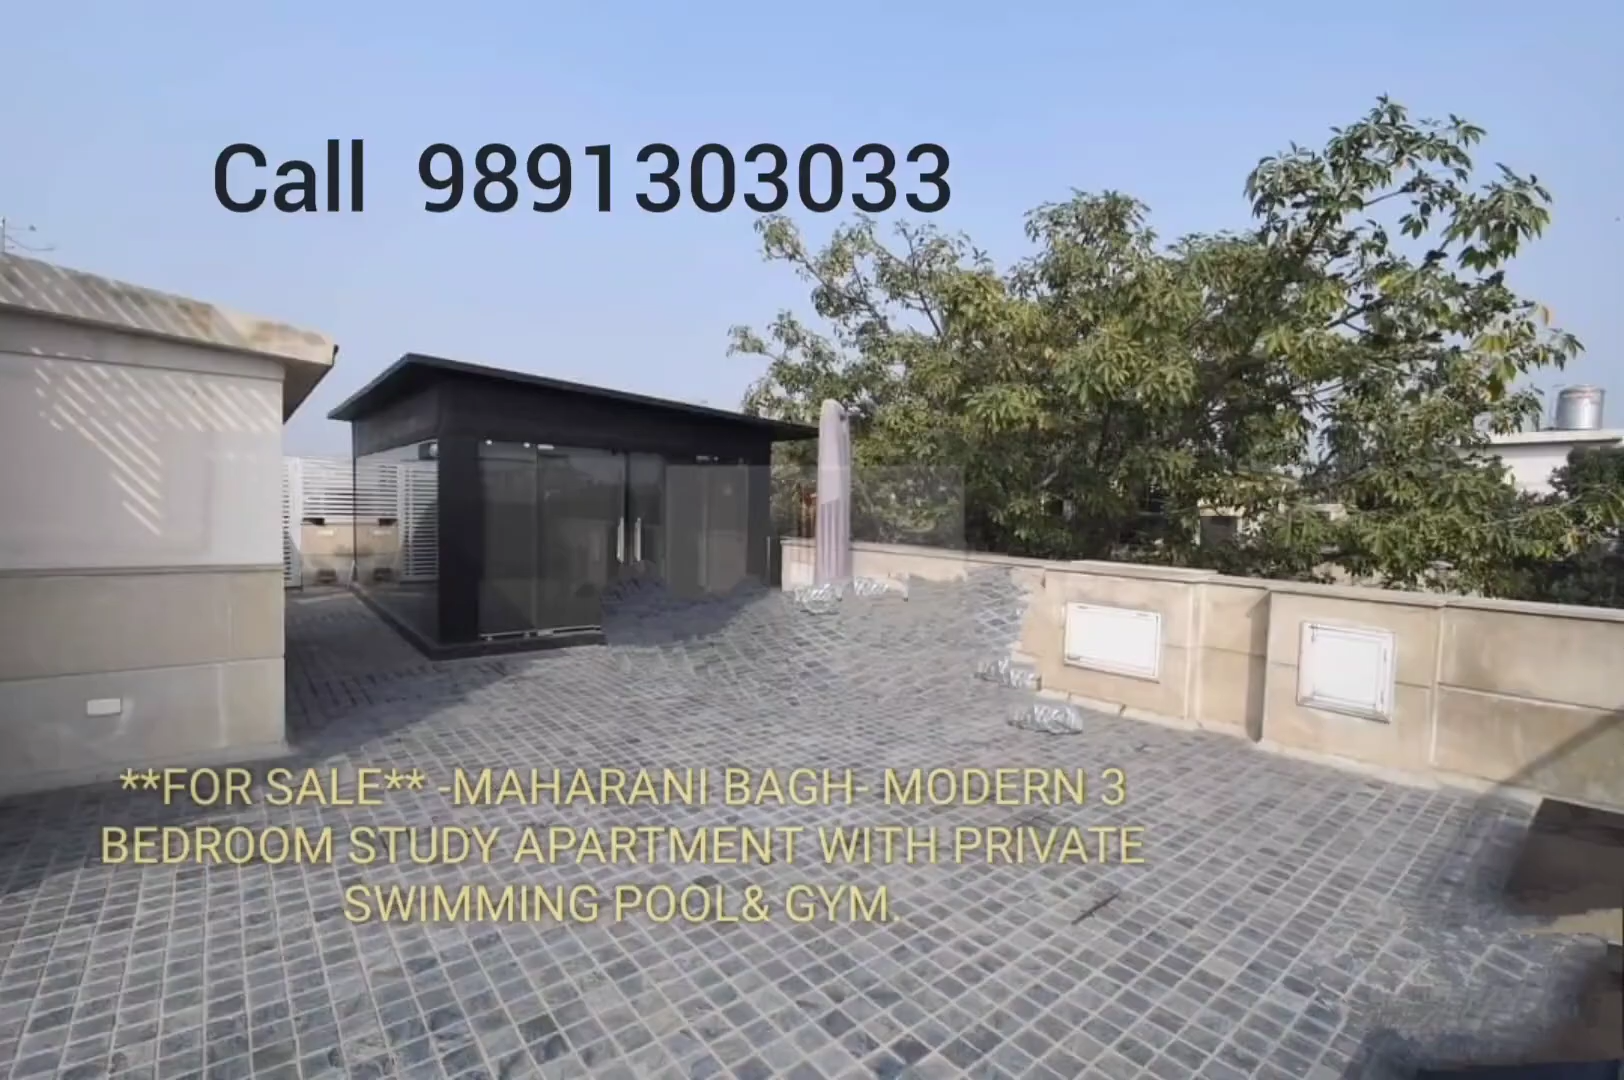 Call 9891303033
**FOR SALE** -MAHARANI BAGH- MODERN 3
BEDROOM STUDY APARTMENT WITH PRIVATE
SWIMMING POOL& GYM.